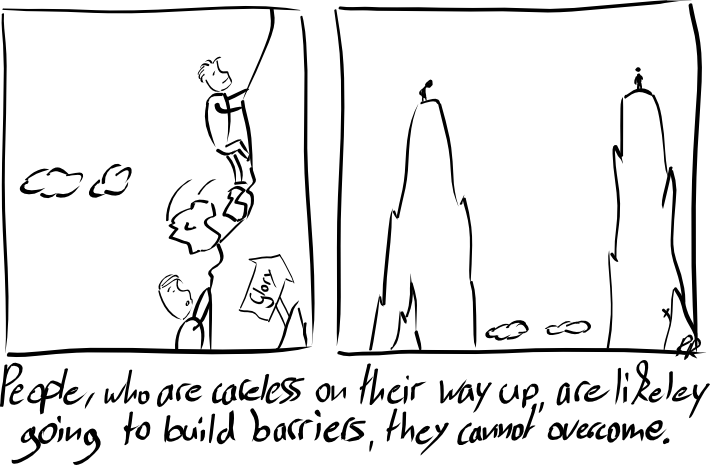 Glory
PR
People, who are careless on their way up, are likeley
going to build barriers, they cannot overcome.